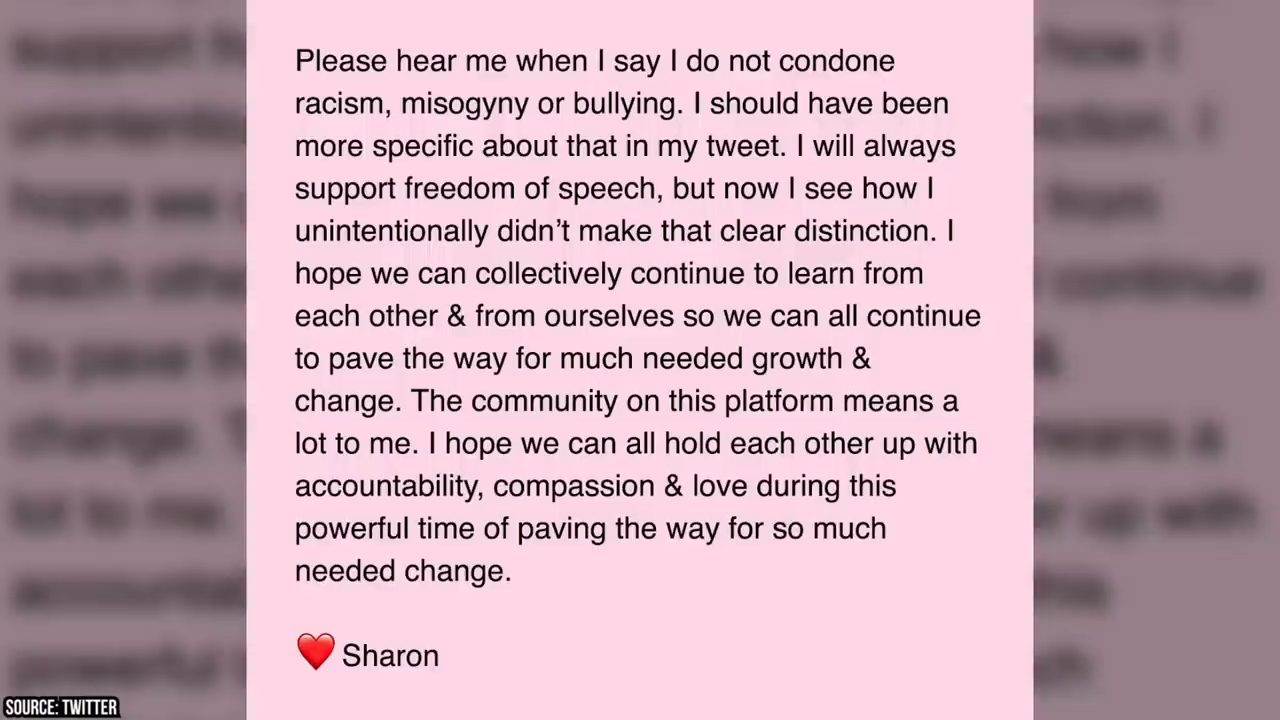 Please hear me when I say I do not condone
racism, misogyny or bullying. I should have been
more specific about that in my tweet. I will always
support freedom of speech, but now I see how I
unintentionally didn’t make that clear distinction. I
hope we can collectively continue to learn from
each other & from ourselves so we can all continue
to pave the way for much needed growth &
change. The community on this platform means a
lot to me. I hope we can all hold each other up with
accountability, compassion & love during this
powerful time of paving the way for so much
needed change.
❤️ Sharon
SOURCE: TWITTER